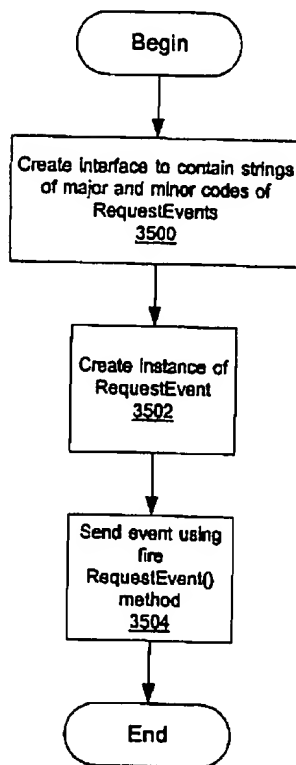 Begin
Create interface to contain strings
of major and minor codes of
RequestEvents
3500
Create instance of
RequestEvent
3502
Send event using
fire
RequestEvent()
method
3504
End